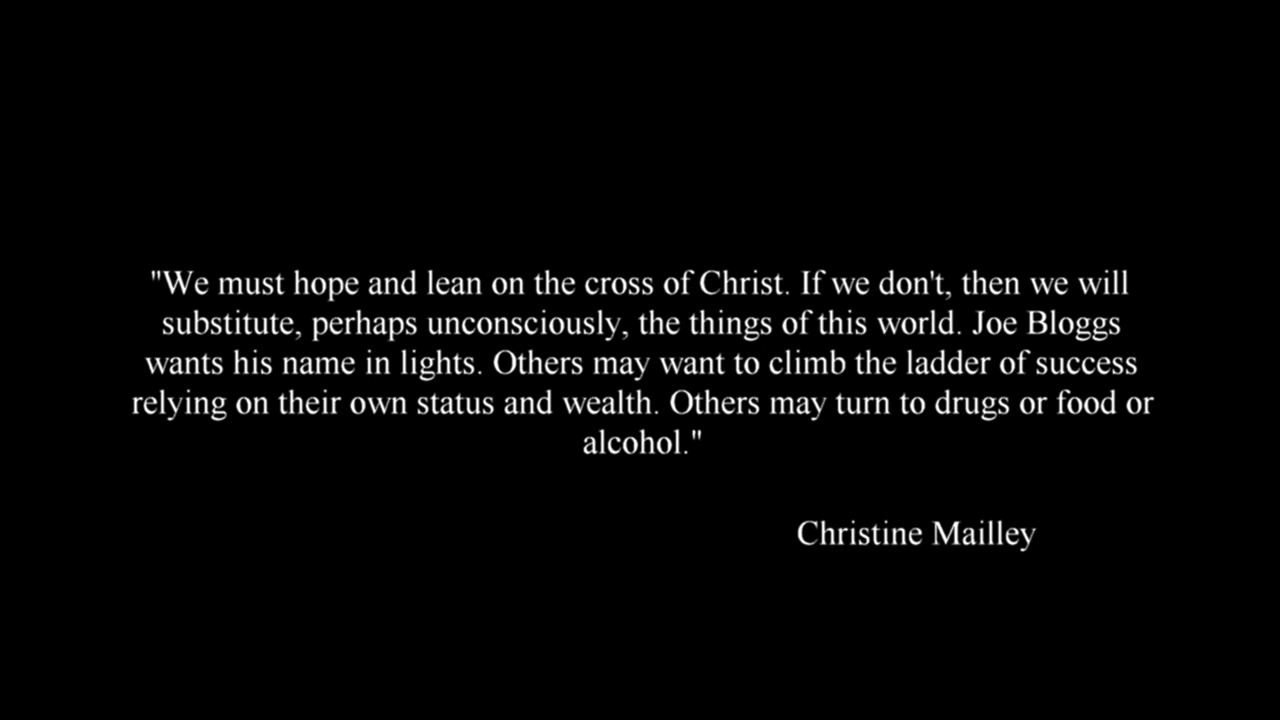 "We must hope and lean on the cross of Christ. If we don't, then we will
substitute, perhaps unconsciously, the things of this world. Joe Bloggs
wants his name in lights. Others may want to climb the ladder of success
relying on their own status and wealth. Others may turn to drugs or food or
alcohol."
Christine Mailley